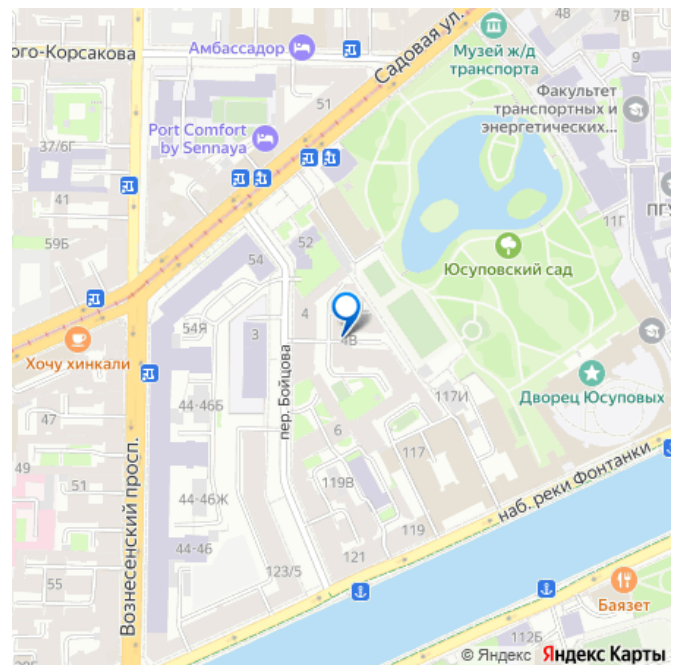 48
7В
ого-Корсакова
Амбассадор
Садовая ул.
Музей ж/д
транспорта
9
Факультет
транспортных и
энергетических...
51
Port Comfort
by Sennaya
37/6Г
41
ПГУ
11Г
59Б
52
54
Юсуповский сад
4
54Я
3
4В
Хочу хинкали
пер. Бойцова
Дворец Юсуповых
117И
44-46Б
47
6
117
49
51
119В
наб. реки Фонтанки
44-46Ж
119
44-46
121
Вознесенский просп.
123/5
55
Баязет
112Б
© Яндекс Яндекс Карты